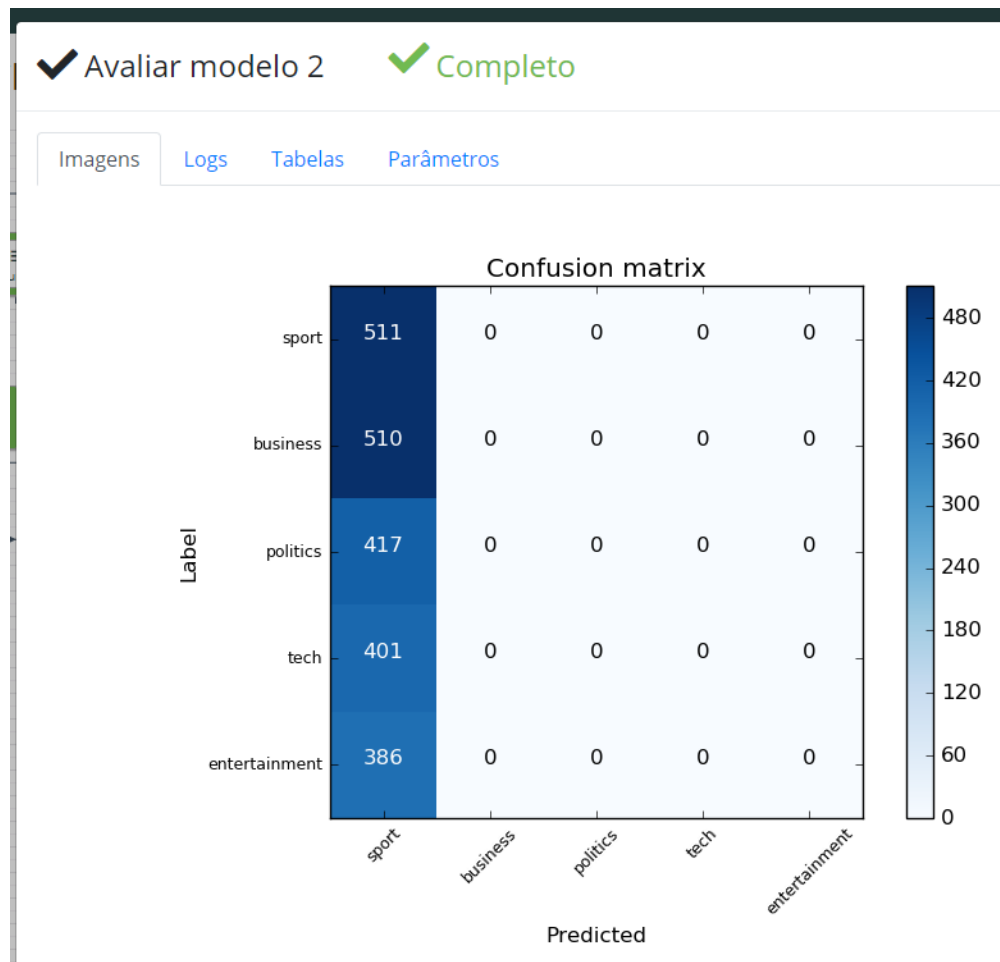 Avaliar modelo 2 Completo
Imagens Logs Tabelas Parâmetros
Confusion matrix
sport 511 0 0 0 0
business 510 0 0 0 0
politics 417 0 0 0 0
tech 401 0 0 0 0
entertainment 386 0 0 0 0
Label
sport business politics tech entertainment
Predicted
480
420
360
300
240
180
120
60
0